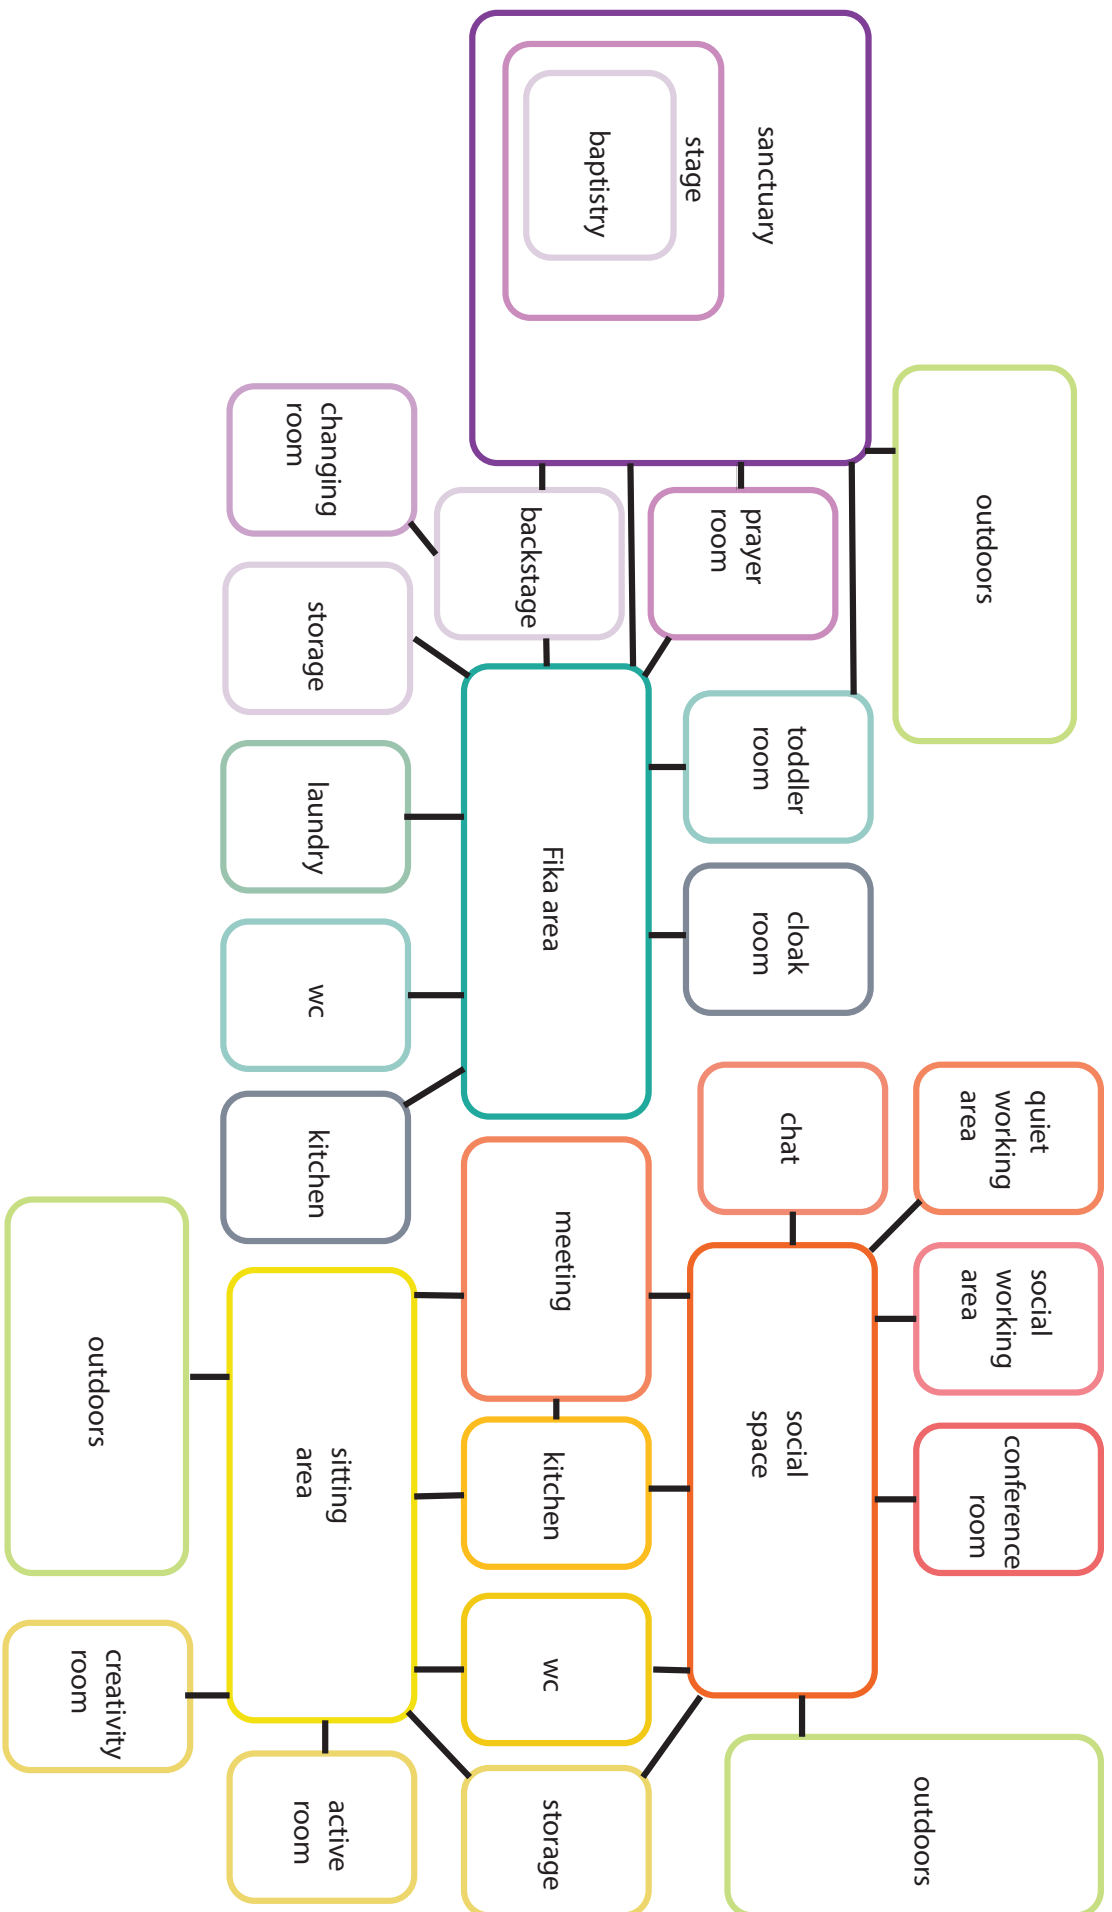 sanctuary
stage
baptistry
outdoors
prayer
room
backstage
changing
room
storage
toddler
room
cloak
room
Fika area
laundry
wc
kitchen
quiet
working
area
chat
social
working
area
conference
room
social
space
meeting
kitchen
wc
storage
outdoors
sitting
area
outdoors
creativity
room
active
room